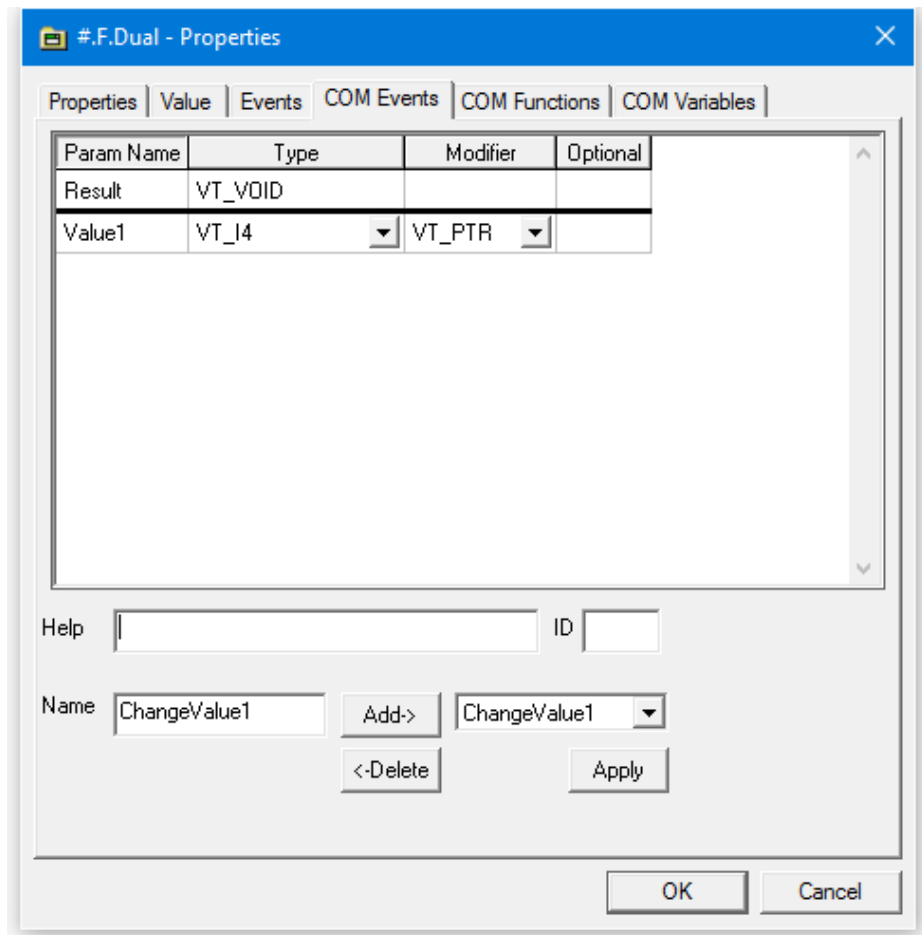 #.F.Dual - Properties
Properties Value Events COM Events COM Functions COM Variables
Param Name Type Modifier Optional
Result VT_VOID
Value1 VT_I4 VT_PTR
Help ID
Name ChangeValue1 Add-> ChangeValue1
<-Delete Apply
OK Cancel